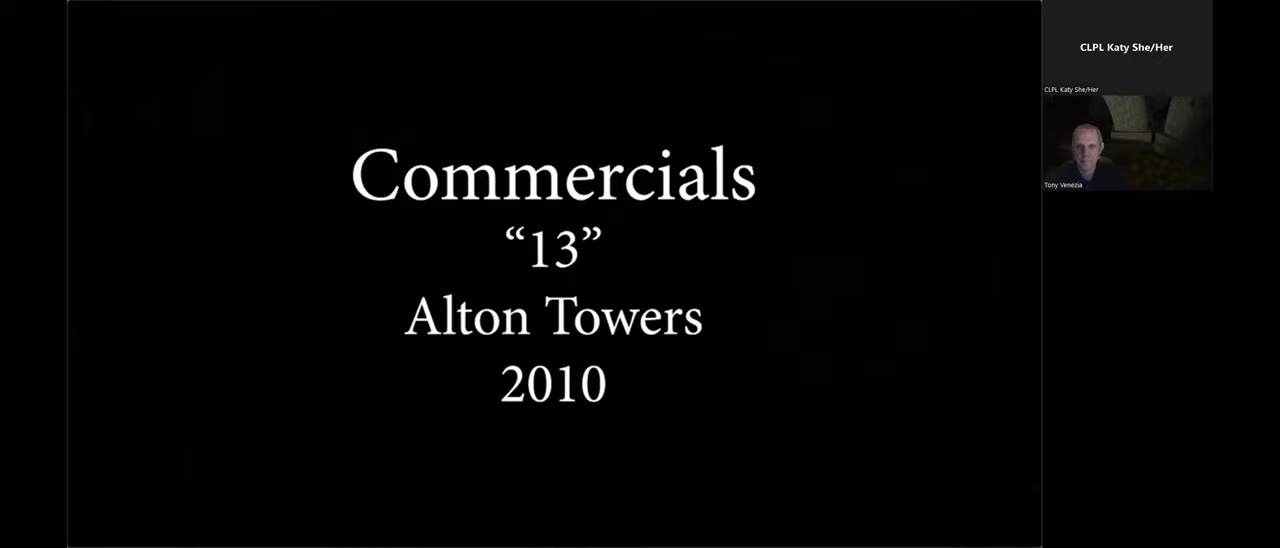 Commercials
“13”
Alton Towers
2010
CLPL Katy She/Her
CLPL Katy She/Her
Tony Venezia